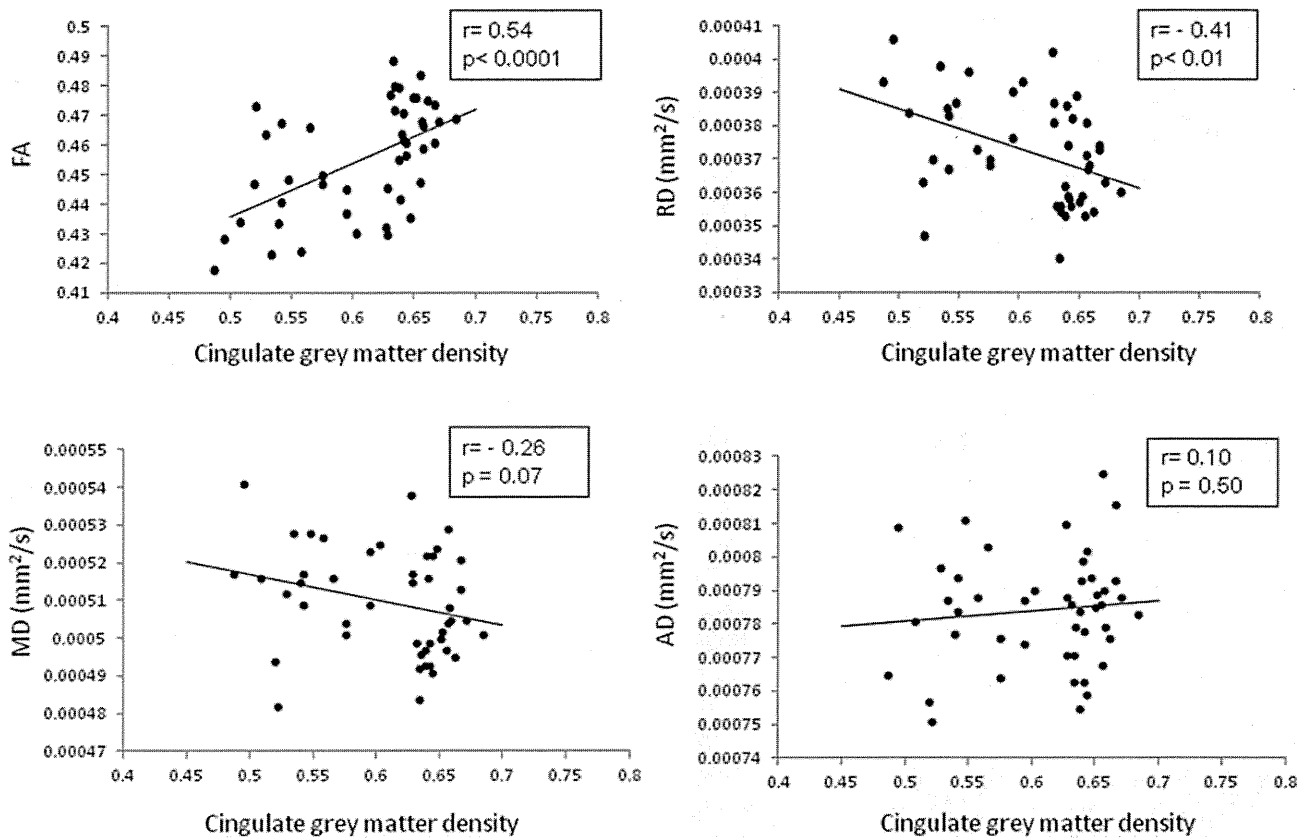 0.5
0.49
0.48
0.47
0.46
0.45
0.44
0.43
0.42
0.41
FA
r= 0.54
p< 0.0001
0.4 0.45 0.5 0.55 0.6 0.65 0.7 0.75 0.8
Cingulate grey matter density
0.00041
0.0004
0.00039
0.00038
0.00037
0.00036
0.00035
0.00034
0.00033
RD (mm²/s)
r= - 0.41
p< 0.01
0.4 0.45 0.5 0.55 0.6 0.65 0.7 0.75 0.8
Cingulate grey matter density
0.00055
0.00054
0.00053
0.00052
0.00051
0.0005
0.00049
0.00048
0.00047
MD (mm²/s)
r= - 0.26
p = 0.07
0.4 0.45 0.5 0.55 0.6 0.65 0.7 0.75 0.8
Cingulate grey matter density
0.00083
0.00082
0.00081
0.0008
0.00079
0.00078
0.00077
0.00076
0.00075
0.00074
AD (mm²/s)
r= 0.10
p = 0.50
0.4 0.45 0.5 0.55 0.6 0.65 0.7 0.75 0.8
Cingulate grey matter density